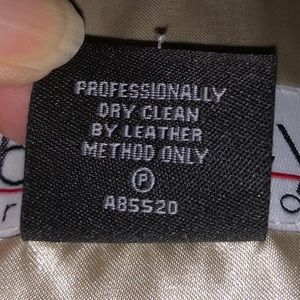 PROFESSIONALLY
DRY CLEAN
BY LEATHER
METHOD ONLY
P
A85520